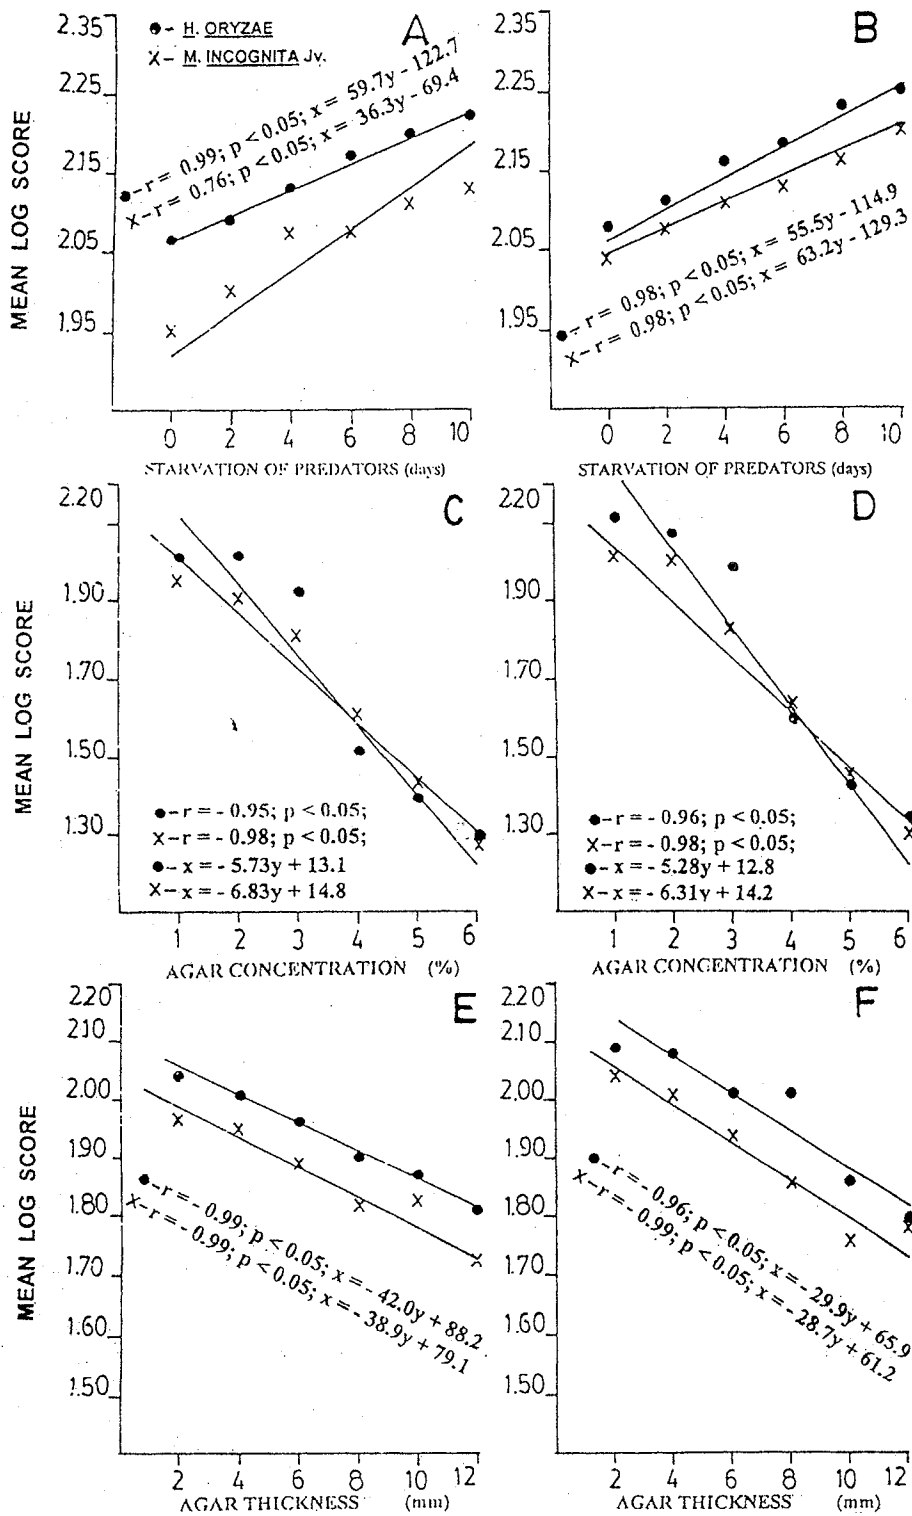 A
2.35
2.25
2.15
2.05
1.95
●- H. ORYZAE
X- M. INCOGNITA Jv.
●-r = 0.99; p < 0.05; x = 59.7y - 122.7
X-r = 0.76; p < 0.05; x = 36.3y - 69.4
MEAN LOG SCORE
0 2 4 6 8 10
STARVATION OF PREDATORS (days)
B
2.35
2.25
2.15
2.05
1.95
●-r = 0.98; p < 0.05; x = 55.5y - 114.9
X-r = 0.98; p < 0.05; x = 63.2y - 129.3
0 2 4 6 8 10
STARVATION OF PREDATORS (days)
C
2.20
1.90
1.70
1.50
1.30
MEAN LOG SCORE
●-r = - 0.95; p < 0.05;
X-r = - 0.98; p < 0.05;
●- x = - 5.73y + 13.1
X- x = - 6.83y + 14.8
1 2 3 4 5 6
AGAR CONCENTRATION (%)
D
2.20
1.90
1.70
1.50
1.30
●-r = - 0.96; p < 0.05;
X-r = - 0.98; p < 0.05;
●- x = - 5.28y + 12.8
X- x = - 6.31y + 14.2
1 2 3 4 5 6
AGAR CONCENTRATION (%)
E
2.20
2.10
2.00
1.90
1.80
1.70
1.60
1.50
MEAN LOG SCORE
●-r = - 0.99; p < 0.05; x = - 42.0y + 88.2
X-r = - 0.99; p < 0.05; x = - 38.9y + 79.1
2 4 6 8 10 12
AGAR THICKNESS (mm)
F
2.20
2.10
2.00
1.90
1.80
1.70
1.60
1.50
●-r = - 0.96; p < 0.05; x = - 29.9y + 65.9
X-r = - 0.99; p < 0.05; x = - 28.7y + 61.2
2 4 6 8 10 12
AGAR THICKNESS (mm)